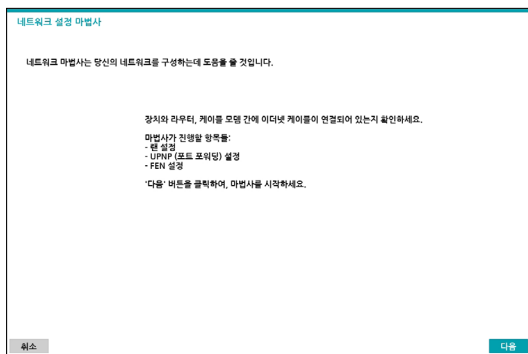 네트워크 설정 마법사
네트워크 마법사는 당신의 네트워크를 구성하는데 도움을 줄 것입니다.
장치와 라우터, 케이블 모뎀 간에 이더넷 케이블이 연결되어 있는지 확인하세요.
마법사가 진행할 항목들:
- 랜 설정
- UPNP (포트 포워딩) 설정
- FEN 설정
'다음' 버튼을 클릭하여, 마법사를 시작하세요.
취소
다음